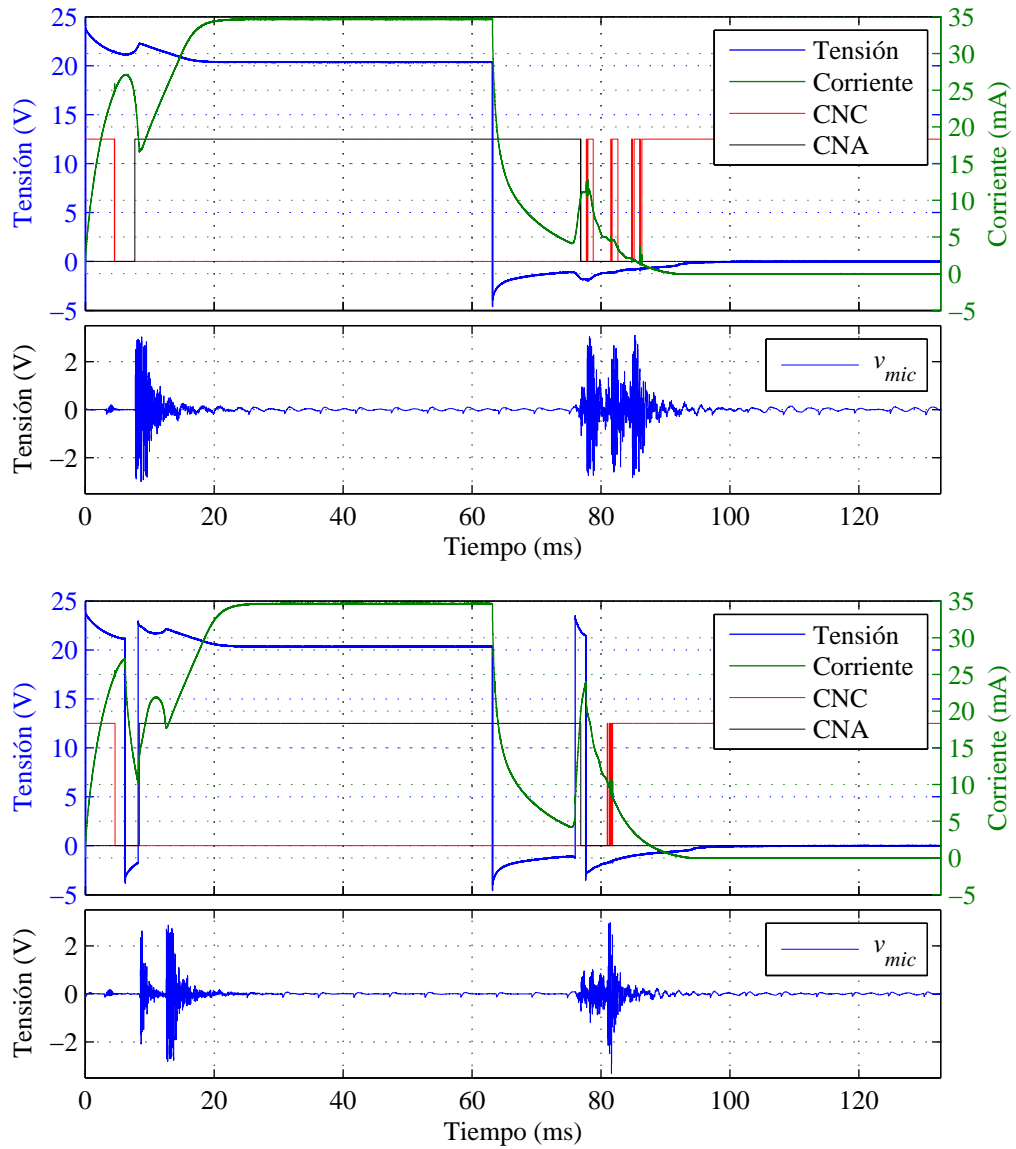 25
20
15
10
5
0
−5
Tensión (V)
35
30
25
20
15
10
5
0
−5
Corriente (mA)
Tensión
Corriente
CNC
CNA
2
0
−2
Tensión (V)
v_mic
0 20 40 60 80 100 120
Tiempo (ms)
25
20
15
10
5
0
−5
Tensión (V)
35
30
25
20
15
10
5
0
−5
Corriente (mA)
Tensión
Corriente
CNC
CNA
2
0
−2
Tensión (V)
v_mic
0 20 40 60 80 100 120
Tiempo (ms)